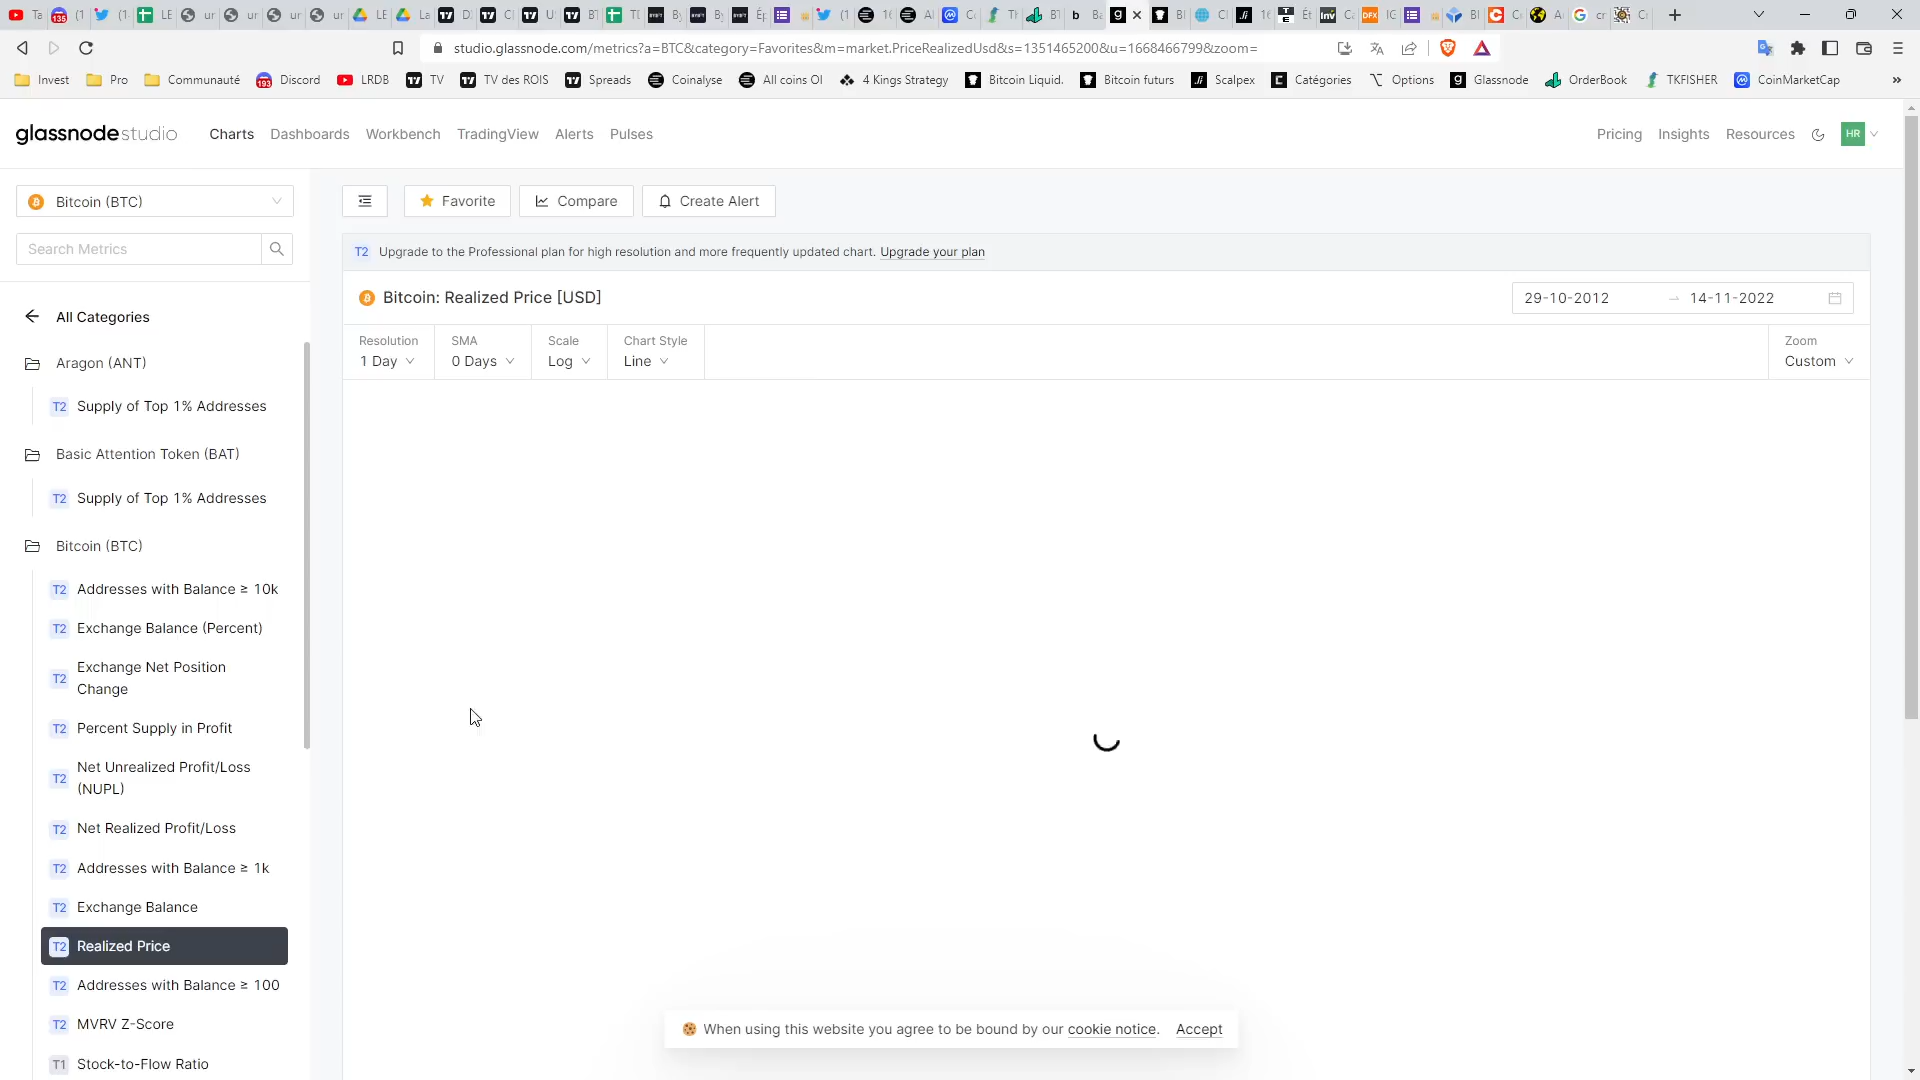 studio.glassnode.com/metrics?a=BTC&category=Favorites&m=market.PriceRealizedUsd&s=1351465200&u=1668466799&zoom=
Invest Pro Communauté Discord LRDB TV TV des ROIS Spreads Coinalyse All coins OI 4 Kings Strategy Bitcoin Liquid. Bitcoin futurs Scalpex Catégories Options Glassnode OrderBook TKFISHER CoinMarketCap »
glassnodestudio Charts Dashboards Workbench TradingView Alerts Pulses Pricing Insights Resources HR
Bitcoin (BTC)
Favorite Compare Create Alert
Search Metrics
T2 Upgrade to the Professional plan for high resolution and more frequently updated chart. Upgrade your plan
Bitcoin: Realized Price [USD]
29-10-2012 → 14-11-2022
Resolution SMA Scale Chart Style Zoom
1 Day 0 Days Log Line Custom
All Categories
Aragon (ANT)
T2 Supply of Top 1% Addresses
Basic Attention Token (BAT)
T2 Supply of Top 1% Addresses
Bitcoin (BTC)
T2 Addresses with Balance ≥ 10k
T2 Exchange Balance (Percent)
T2 Exchange Net Position
Change
T2 Percent Supply in Profit
T2 Net Unrealized Profit/Loss
(NUPL)
T2 Net Realized Profit/Loss
T2 Addresses with Balance ≥ 1k
T2 Exchange Balance
T2 Realized Price
T2 Addresses with Balance ≥ 100
T2 MVRV Z-Score
T1 Stock-to-Flow Ratio
When using this website you agree to be bound by our cookie notice. Accept